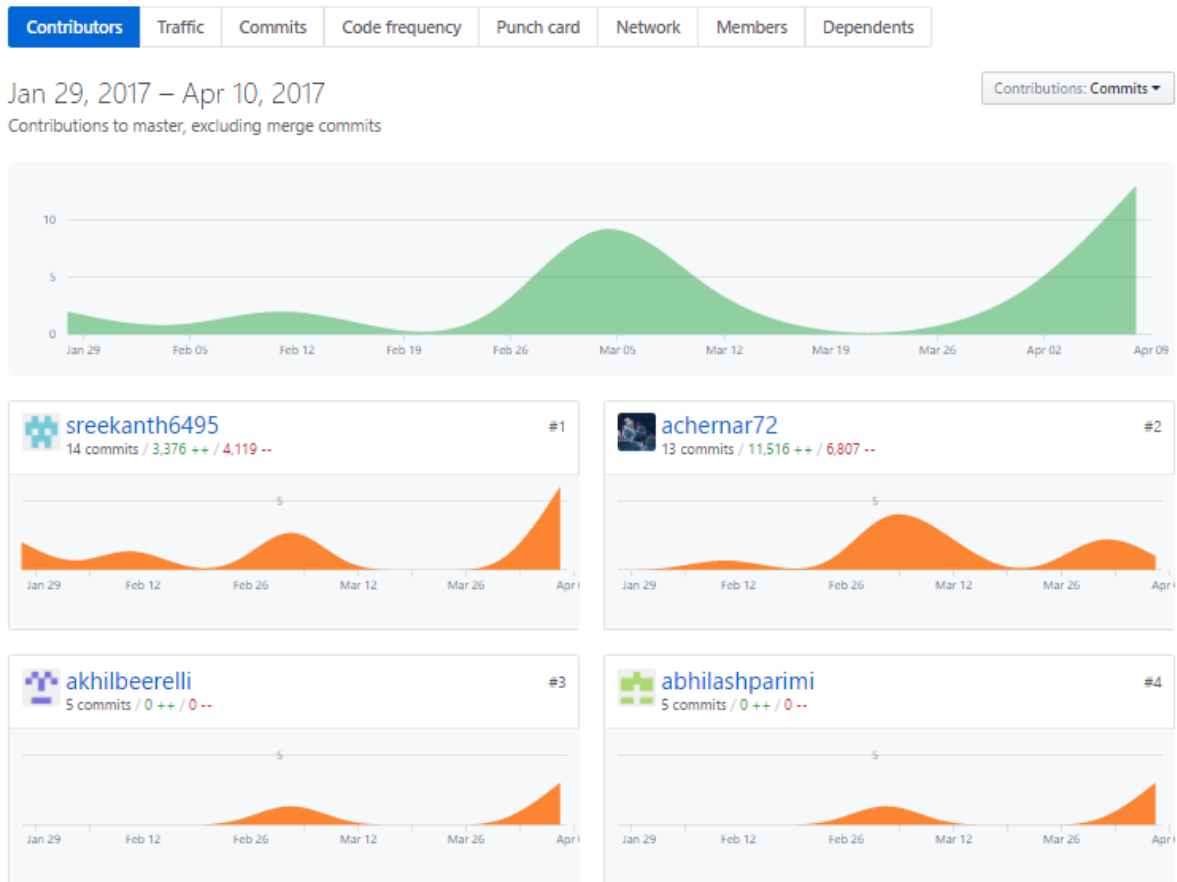 Contributors Traffic Commits Code frequency Punch card Network Members Dependents
Jan 29, 2017 – Apr 10, 2017
Contributions: Commits
Contributions to master, excluding merge commits
10
5
0
Jan 29 Feb 05 Feb 12 Feb 19 Feb 26 Mar 05 Mar 12 Mar 19 Mar 26 Apr 02 Apr 09
sreekanth6495 #1
14 commits / 3,376 ++ / 4,119 --
5
Jan 29 Feb 12 Feb 26 Mar 12 Mar 26 Apr
achernar72 #2
13 commits / 11,516 ++ / 6,807 --
5
Jan 29 Feb 12 Feb 26 Mar 12 Mar 26 Apr
akhilbeerelli #3
5 commits / 0 ++ / 0 --
5
Jan 29 Feb 12 Feb 26 Mar 12 Mar 26 Apr
abhilashparimi #4
5 commits / 0 ++ / 0 --
5
Jan 29 Feb 12 Feb 26 Mar 12 Mar 26 Apr